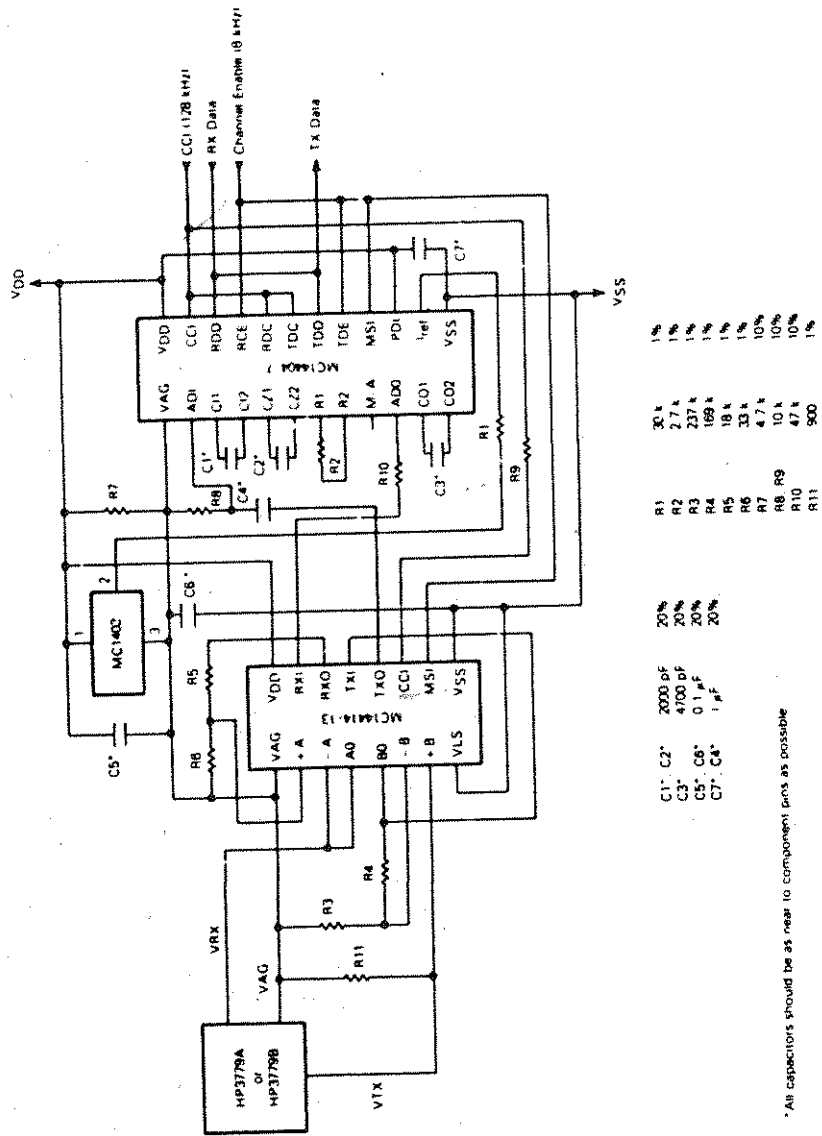 VDD
CCI (128 kHz)
RX Data
Channel Enable (8 kHz)
Tx Data
VSS
MC1402
1
2
3
C5*
C6*
R7
R8
C4*
R5
R6
HP3779A
or
HP3779B
VRX
VAG
VTX
R11
R3
R4
MC14414-1
VAG
+ A
- A
A0
B0
- B
+ B
VLS
VDD
RXI
RXO
TXI
TXO
CCI
MSI
VSS
C1*
C2*
R2
R10
C3*
R1
R9
C7*
MC14404
VAG
ADI
CI1
CI2
CZ1
CZ2
R1
R2
ADO
CO1
CO2
VDD
CCI
RDD
RCE
RDC
TDC
TDD
TDE
MSI
PDI
Iref
VSS
C1* C2* 2000 pF 20%
C3* 4700 pF 20%
C5* C6* 0.1 µF 20%
C7* C4* 1 µF 20%
R1 30 k 1%
R2 2.7 k 1%
R3 237 k 1%
R4 169 k 1%
R5 18 k 1%
R6 33 k 1%
R7 4.7 k 10%
R8 R9 10 k 10%
R10 47 k 10%
R11 900 1%
* All capacitors should be as near to component pins as possible